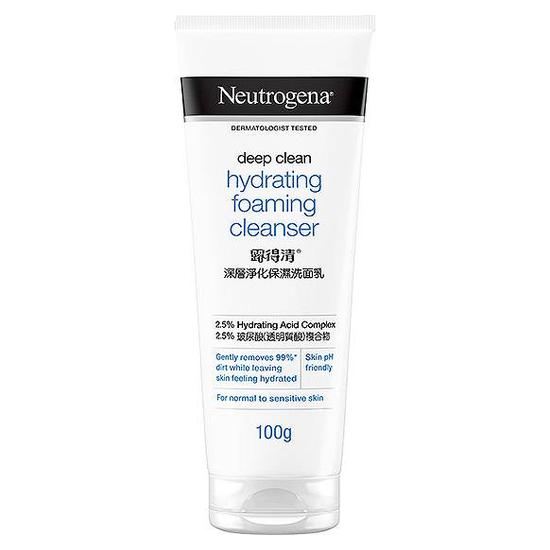 Neutrogena®
DERMATOLOGIST TESTED
deep clean
hydrating
foaming
cleanser
露得清®
深層淨化保濕洗面乳
2.5% Hydrating Acid Complex
2.5% 玻尿酸(透明質酸)複合物
Gently removes 99%*
dirt while leaving
skin feeling hydrated
Skin pH
friendly
For normal to sensitive skin
100g